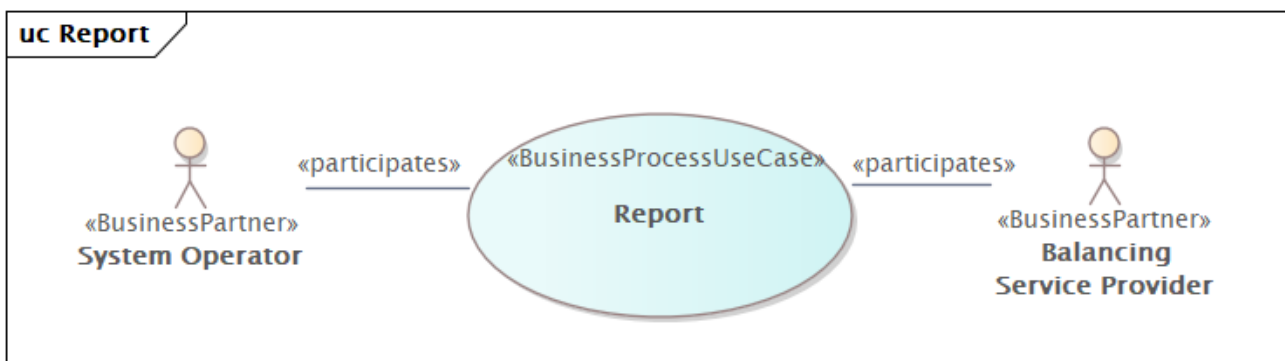 uc Report
«participates»
«BusinessProcessUseCase»
«participates»
Report
«BusinessPartner»
System Operator
«BusinessPartner»
Balancing
Service Provider